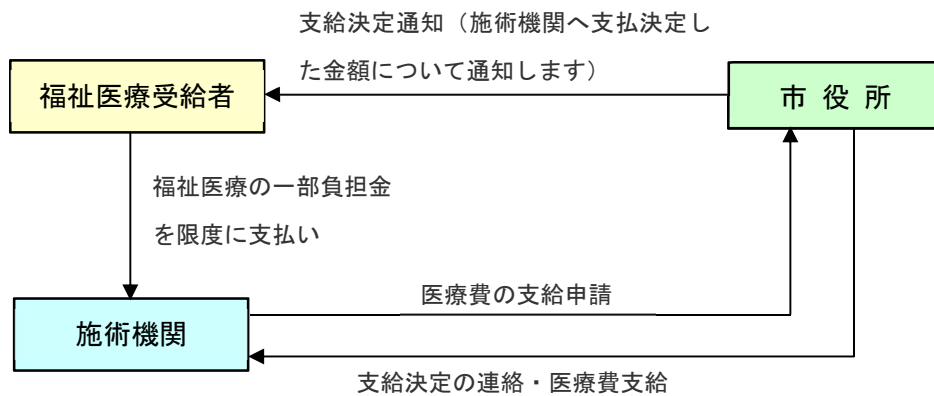 支給決定通知（施術機関へ支払決定し
た金額について通知します）
福祉医療受給者
市 役 所
福祉医療の一部負担金
を限度に支払い
医療費の支給申請
施術機関
支給決定の連絡・医療費支給